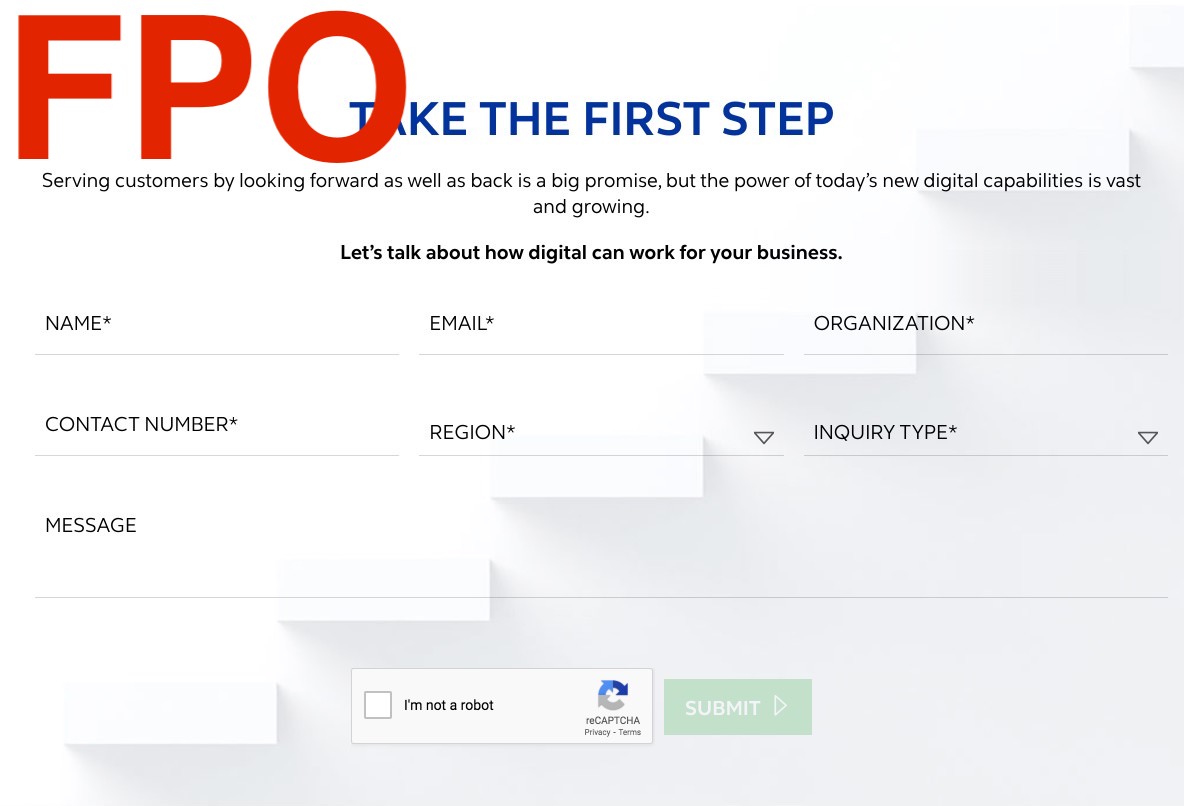 FPO
TAKE THE FIRST STEP
Serving customers by looking forward as well as back is a big promise, but the power of today’s new digital capabilities is vast
and growing.
Let’s talk about how digital can work for your business.
NAME*
EMAIL*
ORGANIZATION*
CONTACT NUMBER*
REGION*
INQUIRY TYPE*
MESSAGE
I'm not a robot
reCAPTCHA
Privacy - Terms
SUBMIT